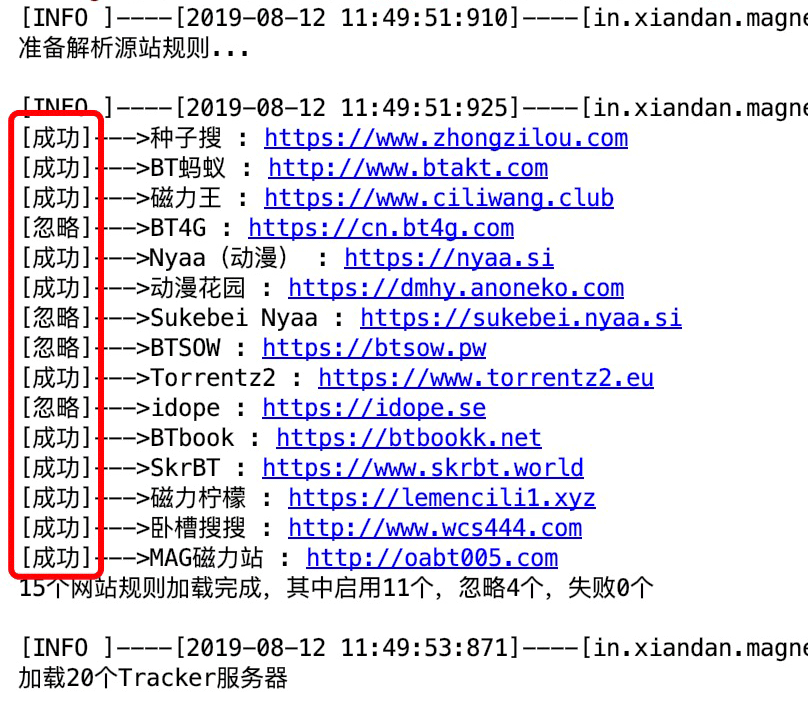 [INFO ]----[2019-08-12 11:49:51:910]----[in.xiandan.magne
准备解析源站规则...
[INFO ]----[2019-08-12 11:49:51:925]----[in.xiandan.magne
[成功]--->种子搜 : https://www.zhongzilou.com
[成功]--->BT蚂蚁 : http://www.btakt.com
[成功]--->磁力王 : https://www.ciliwang.club
[忽略]--->BT4G : https://cn.bt4g.com
[成功]--->Nyaa（动漫） : https://nyaa.si
[成功]--->动漫花园 : https://dmhy.anoneko.com
[忽略]--->Sukebei Nyaa : https://sukebei.nyaa.si
[忽略]--->BTSOW : https://btsow.pw
[成功]--->Torrentz2 : https://www.torrentz2.eu
[忽略]--->idope : https://idope.se
[成功]--->BTbook : https://btbookk.net
[成功]--->SkrBT : https://www.skrbt.world
[成功]--->磁力柠檬 : https://lemencili1.xyz
[成功]--->卧槽搜搜 : http://www.wcs444.com
[成功]--->MAG磁力站 : http://oabt005.com
15个网站规则加载完成，其中启用11个，忽略4个，失败0个
[INFO ]----[2019-08-12 11:49:53:871]----[in.xiandan.magne
加载20个Tracker服务器